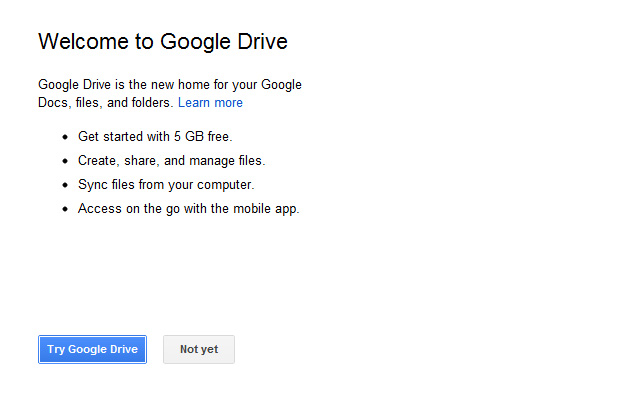 Welcome to Google Drive
Google Drive is the new home for your Google
Docs, files, and folders. Learn more
• Get started with 5 GB free.
• Create, share, and manage files.
• Sync files from your computer.
• Access on the go with the mobile app.
Try Google Drive Not yet